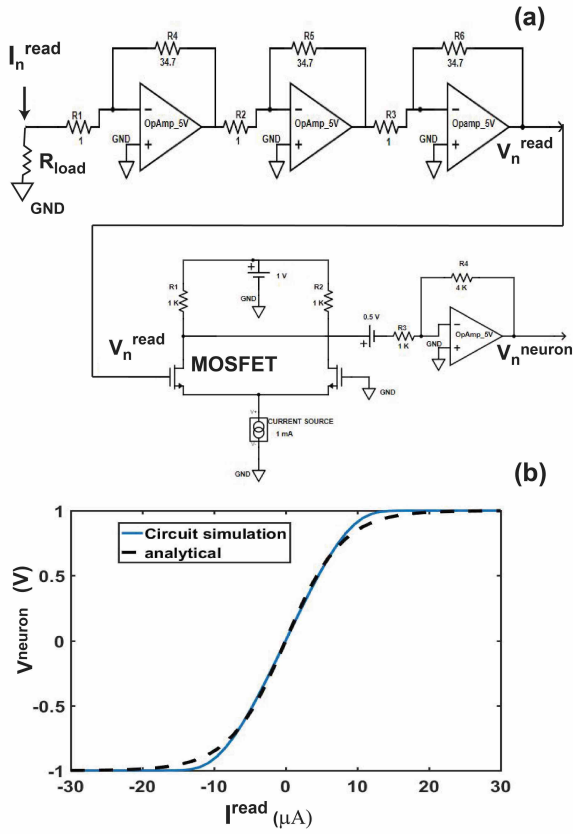 (a)
R4
34.7
R5
34.7
R6
34.7
I_n^read
R1
1
OpAmp_5V
GND
R2
1
OpAmp_5V
GND
R3
1
Opamp_5V
GND
V_n^read
R_load
GND
R1
1 K
1 V
GND
R2
1 K
R4
4 K
0.5 V
R3
1 K
GND
OpAmp_5V
V_n^neuron
V_n^read
MOSFET
GND
CURRENT SOURCE
1 mA
GND
(b)
V^neuron (V)
1
0.5
0
-0.5
-1
Circuit simulation
analytical
-30 -20 -10 0 10 20 30
I^read (μA)